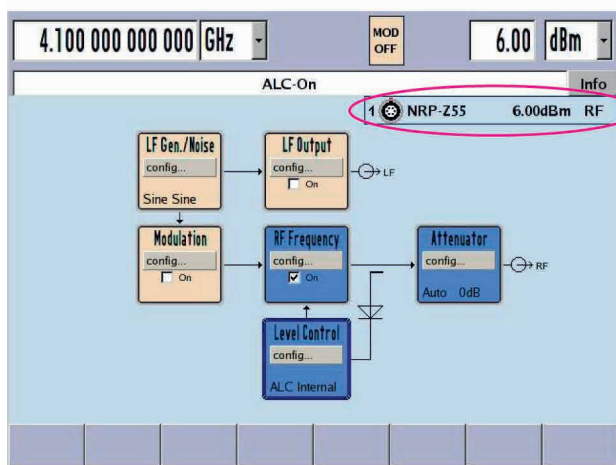 4.100 000 000 000 GHz MOD OFF 6.00 dBm
ALC-On Info
1 NRP-Z55 6.00dBm RF
LF Gen./Noise
config...
Sine Sine
LF Output
config...
On
LF
Modulation
config...
On
RF Frequency
config...
On
Attenuator
config...
Auto 0dB
RF
Level Control
config...
ALC Internal